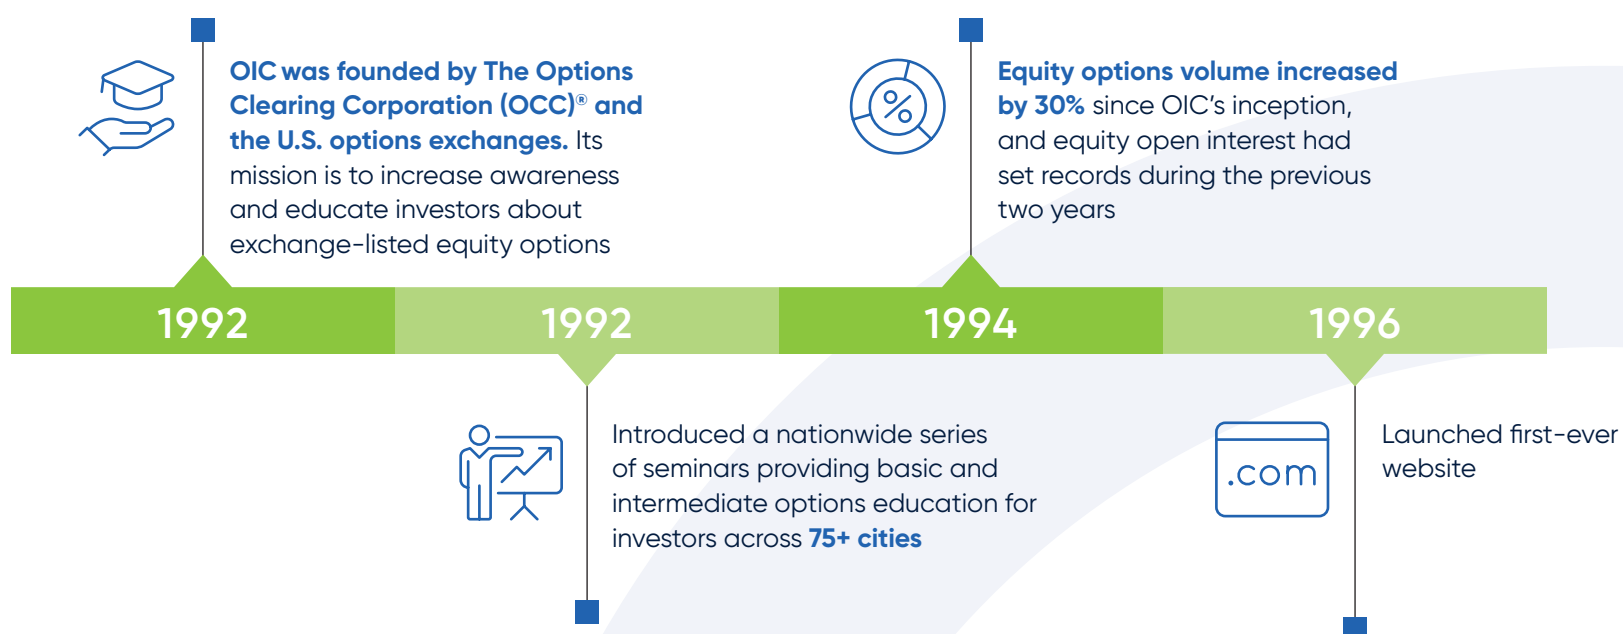 OIC was founded by The Options
Clearing Corporation (OCC)® and
the U.S. options exchanges. Its
mission is to increase awareness
and educate investors about
exchange-listed equity options
Equity options volume increased
by 30% since OIC's inception,
and equity open interest had
set records during the previous
two years
1992
1992
1994
1996
Introduced a nationwide series
of seminars providing basic and
intermediate options education for
investors across 75+ cities
.com
Launched first-ever
website